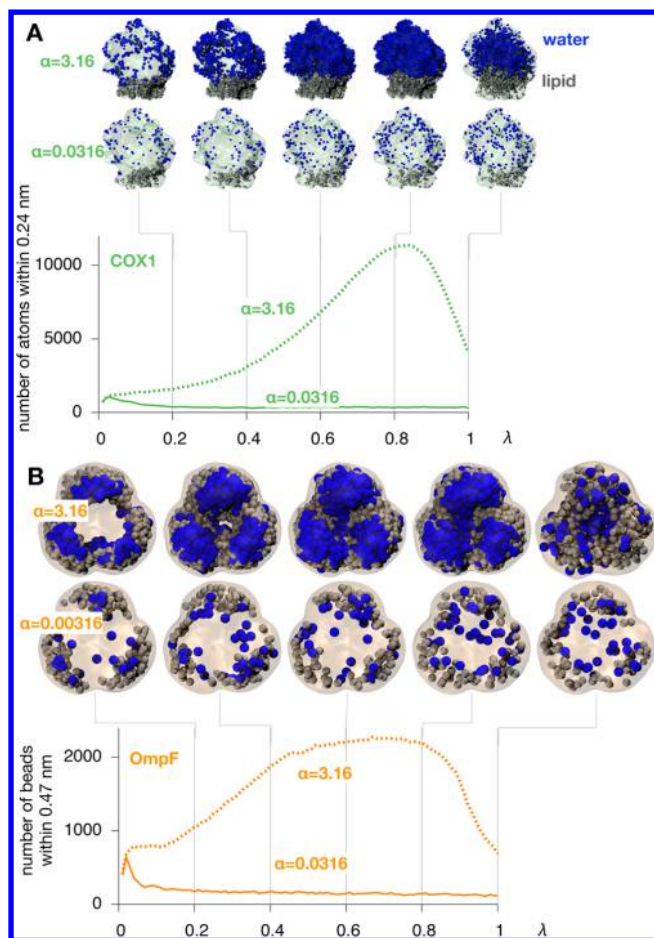 A
water
α=3.16
lipid
α=0.0316
number of atoms within 0.24 nm
10000
5000
0
COX1
α=3.16
α=0.0316
0
0.2
0.4
0.6
0.8
1
λ
B
α=3.16
α=0.00316
number of beads
within 0.47 nm
2000
1000
0
OmpF
α=3.16
α=0.0316
0
0.2
0.4
0.6
0.8
1
λ